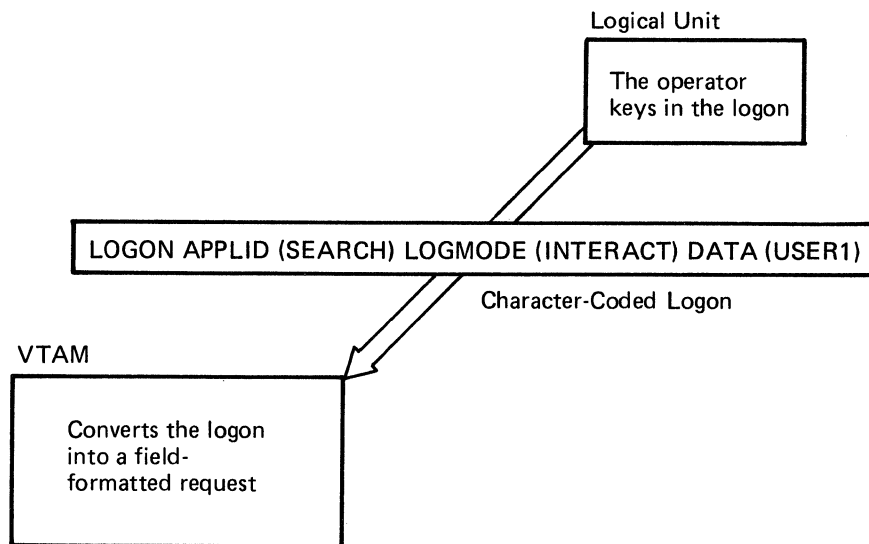 Logical Unit
The operator
keys in the logon
LOGON APPLID (SEARCH) LOGMODE (INTERACT) DATA (USER1)
Character-Coded Logon
VTAM
Converts the logon
into a field-
formatted request